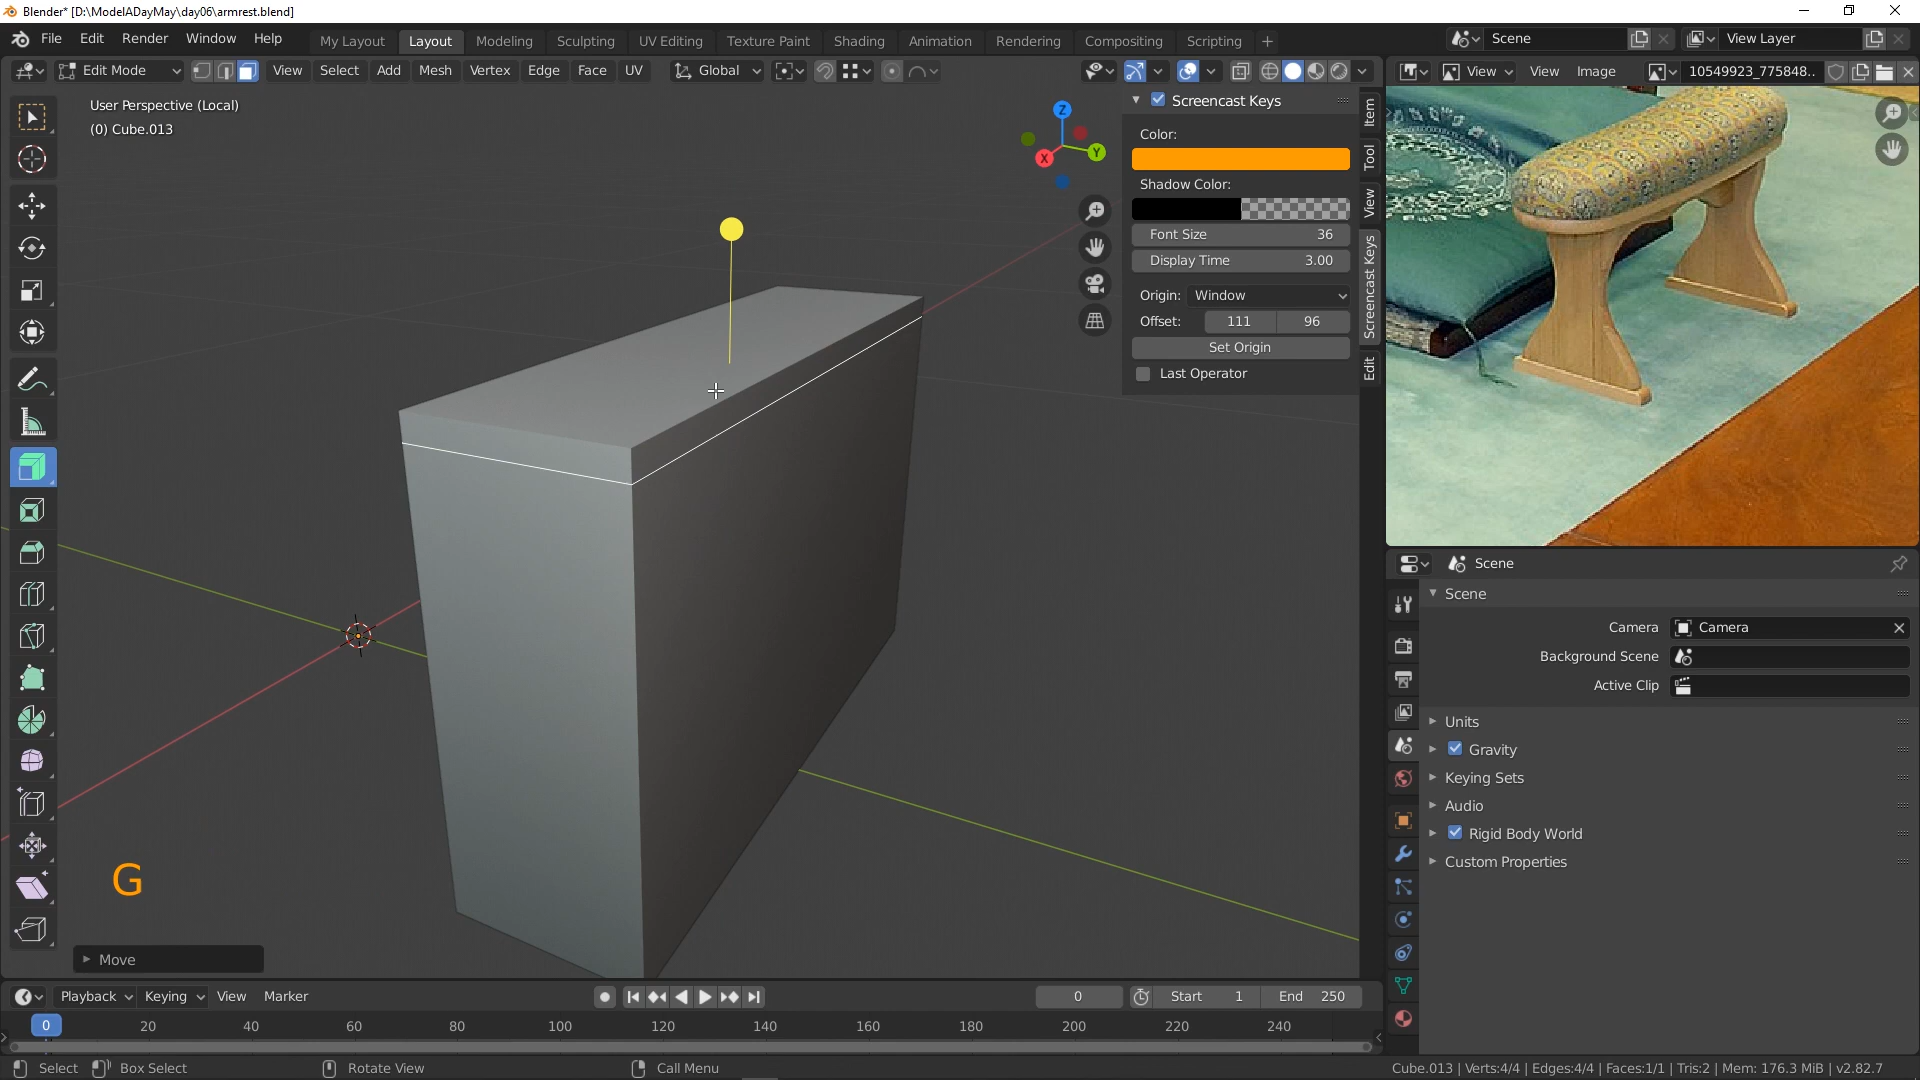 Blender* [D:\ModelADayMay\day06\armrest.blend]
File Edit Render Window Help My Layout Layout Modeling Sculpting UV Editing Texture Paint Shading Animation Rendering Compositing Scripting Scene View Layer
Edit Mode View Select Add Mesh Vertex Edge Face UV Global View View Image 10549923_775848..
User Perspective (Local)
(0) Cube.013
Screencast Keys
Color:
Shadow Color:
Font Size 36
Display Time 3.00
Origin: Window
Offset: 111 96
Set Origin
Last Operator
Item
Tool
View
Screencast Keys
Edit
Z
X
Y
G
Move
Scene
Scene
Camera Camera
Background Scene
Active Clip
Units
Gravity
Keying Sets
Audio
Rigid Body World
Custom Properties
Playback Keying View Marker 0 Start 1 End 250
0 20 40 60 80 100 120 140 160 180 200 220 240
Select Box Select Rotate View Call Menu Cube.013 | Verts:4/4 | Edges:4/4 | Faces:1/1 | Tris:2 | Mem: 176.3 MiB | v2.82.7